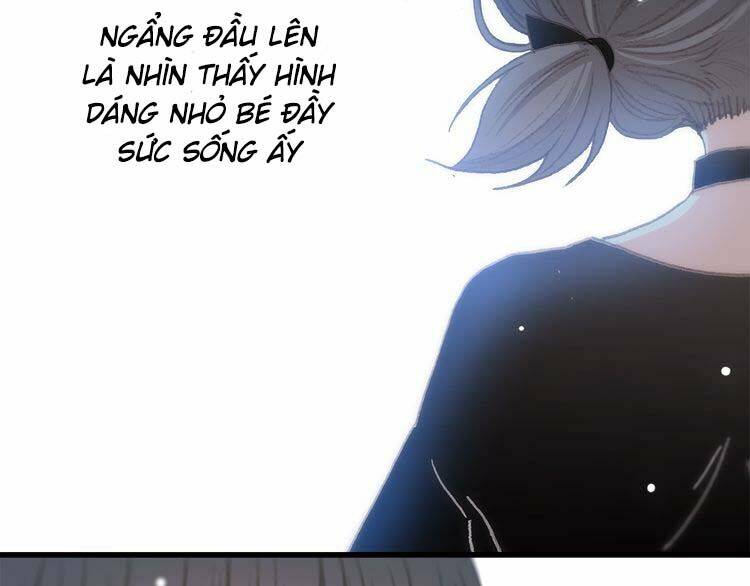 NGẨNG ĐẦU LÊN
LÀ NHÌN THẤY HÌNH
DÁNG NHỎ BÉ ĐẦY
SỨC SỐNG ẤY